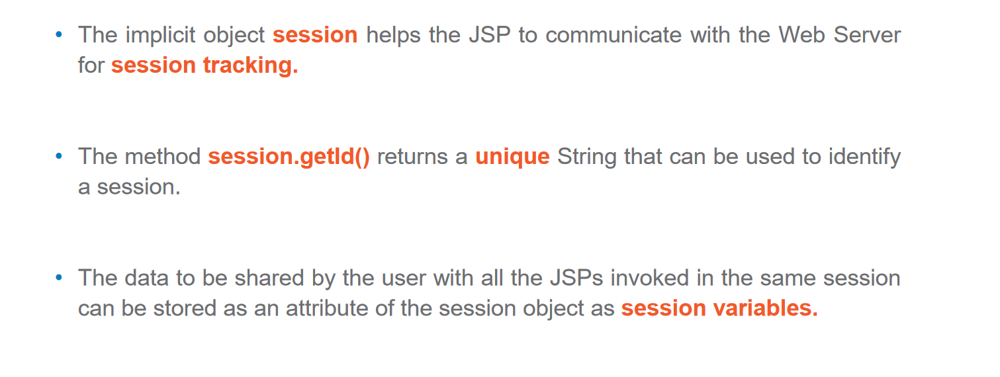 • The implicit object session helps the JSP to communicate with the Web Server
for session tracking.
• The method session.getId() returns a unique String that can be used to identify
a session.
• The data to be shared by the user with all the JSPs invoked in the same session
can be stored as an attribute of the session object as session variables.